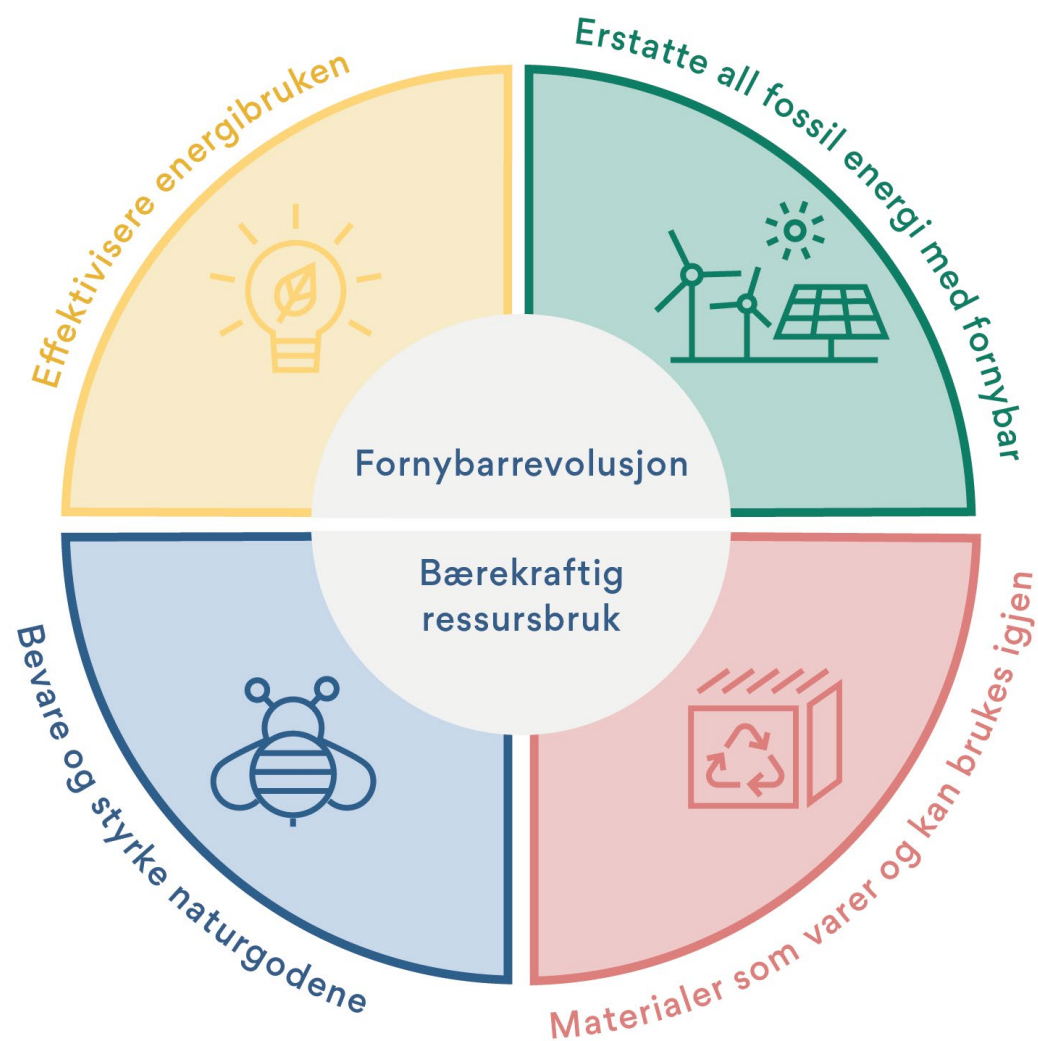 Effektivisere energibruken
Erstatte all fossil energi med fornybar
Fornybarrevolusjon
Bærekraftig
ressursbruk
Bevare og styrke naturgodene
Materialer som varer og kan brukes igjen